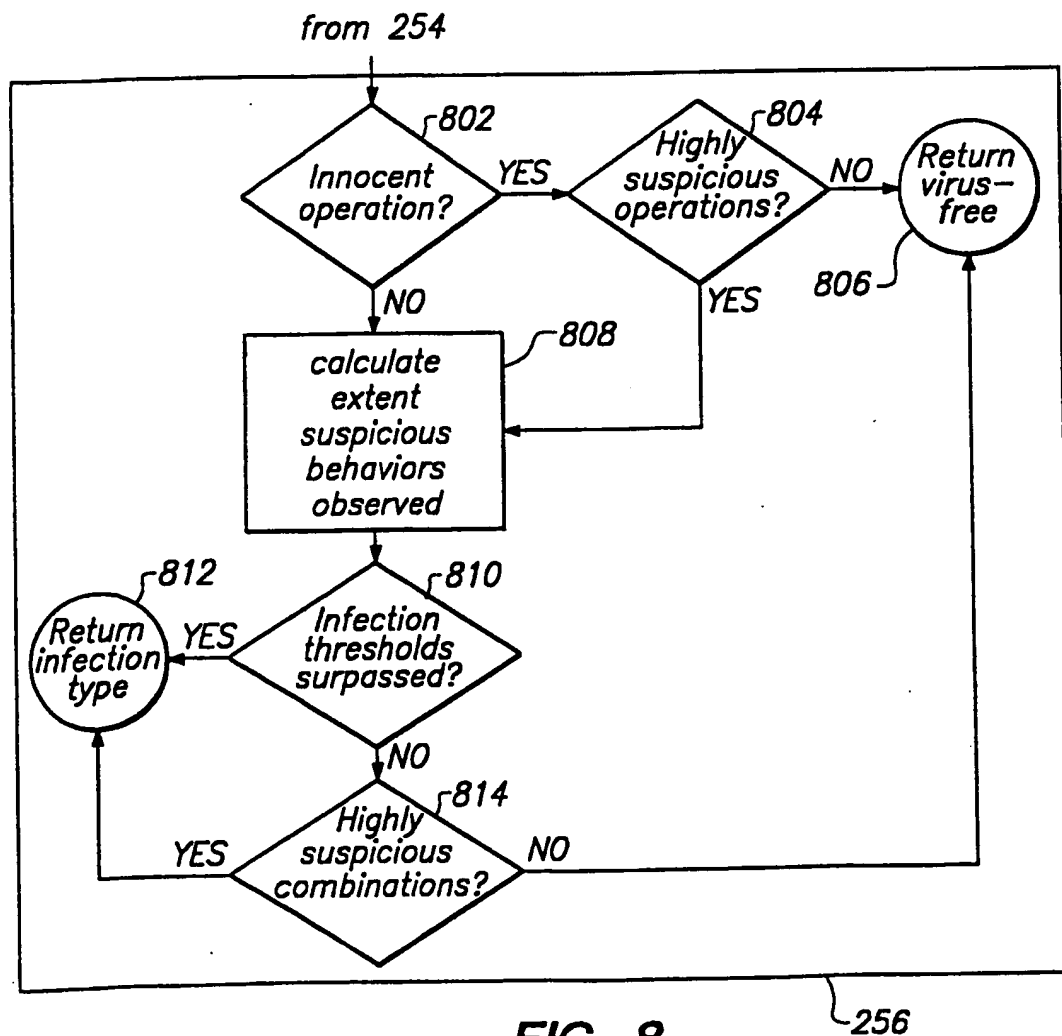 from 254
802
Innocent
operation?
YES
NO
804
Highly
suspicious
operations?
NO
YES
Return
virus-
free
806
calculate
extent
suspicious
behaviors
observed
808
810
Infection
thresholds
surpassed?
YES
NO
812
Return
infection
type
814
Highly
suspicious
combinations?
YES
NO
256
FIG. 8